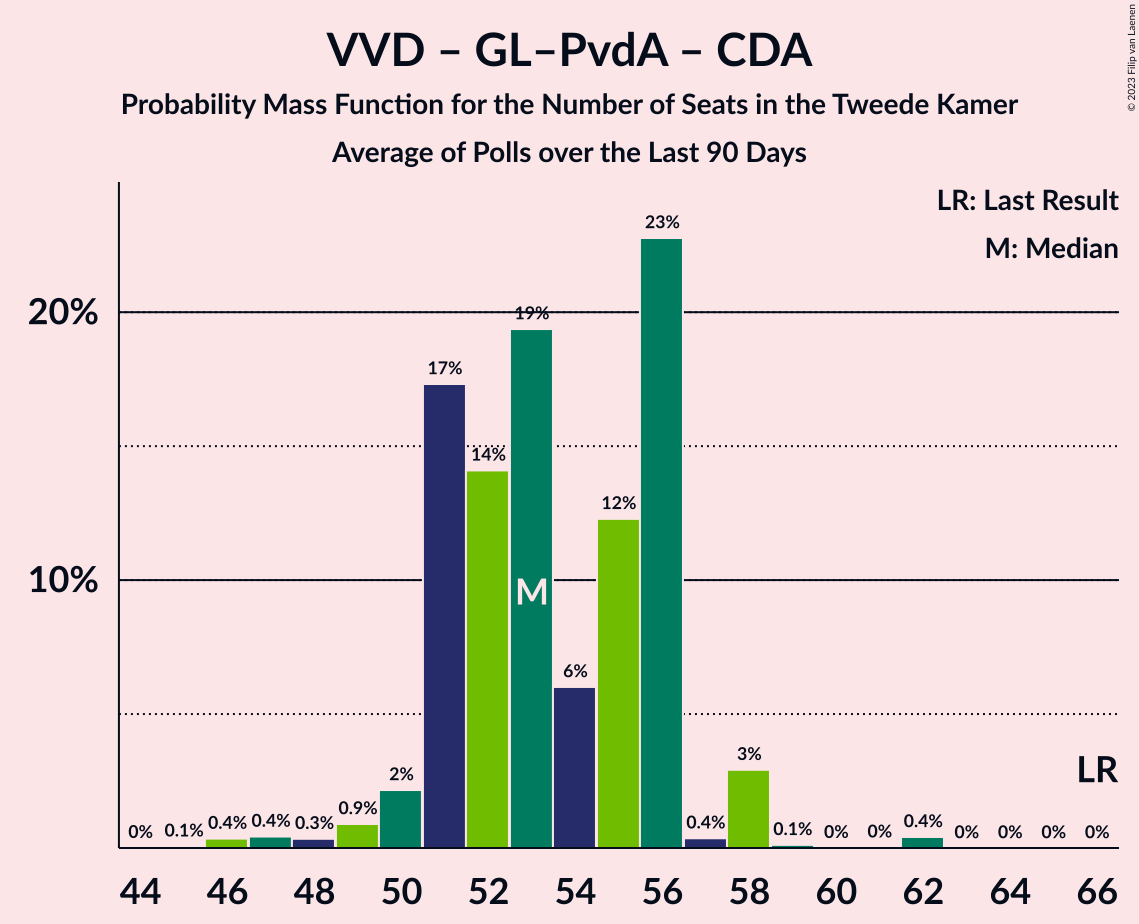 VVD – GL–PvdA – CDA
Probability Mass Function for the Number of Seats in the Tweede Kamer
Average of Polls over the Last 90 Days
© 2023 Filip van Laenen
LR: Last Result
M: Median
20%
10%
0% 0.1% 0.4% 0.4% 0.3% 0.9% 2% 17% 14% 19% 6% 12% 23% 0.4% 3% 0.1% 0% 0% 0.4% 0% 0% 0% 0%
M
LR
44 46 48 50 52 54 56 58 60 62 64 66